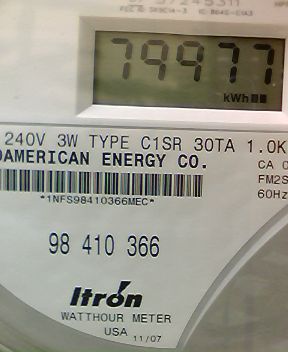 79977
kWh
240V 3W TYPE C1SR 30TA 1.0K
AMERICAN ENERGY CO.
CA 0
FM2S
60Hz
*1NFS98410366MEC*
98 410 366
Itron
WATTHOUR METER
USA 11/07